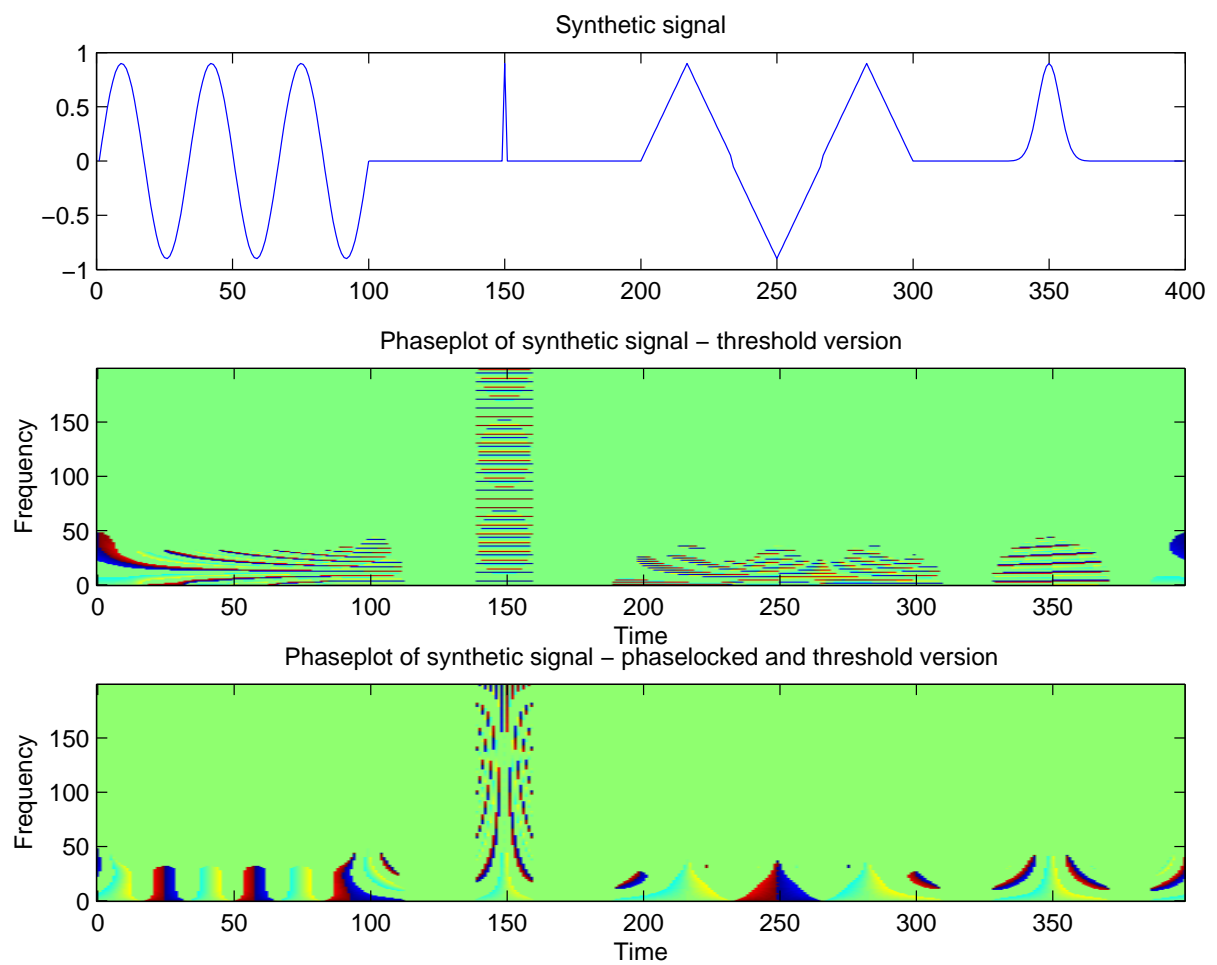 Synthetic signal
1
0.5
0
−0.5
−1
0 50 100 150 200 250 300 350 400
Phaseplot of synthetic signal − threshold version
Frequency
150
100
50
0
0 50 100 150 200 250 300 350
Time
Phaseplot of synthetic signal − phaselocked and threshold version
Frequency
150
100
50
0
0 50 100 150 200 250 300 350
Time